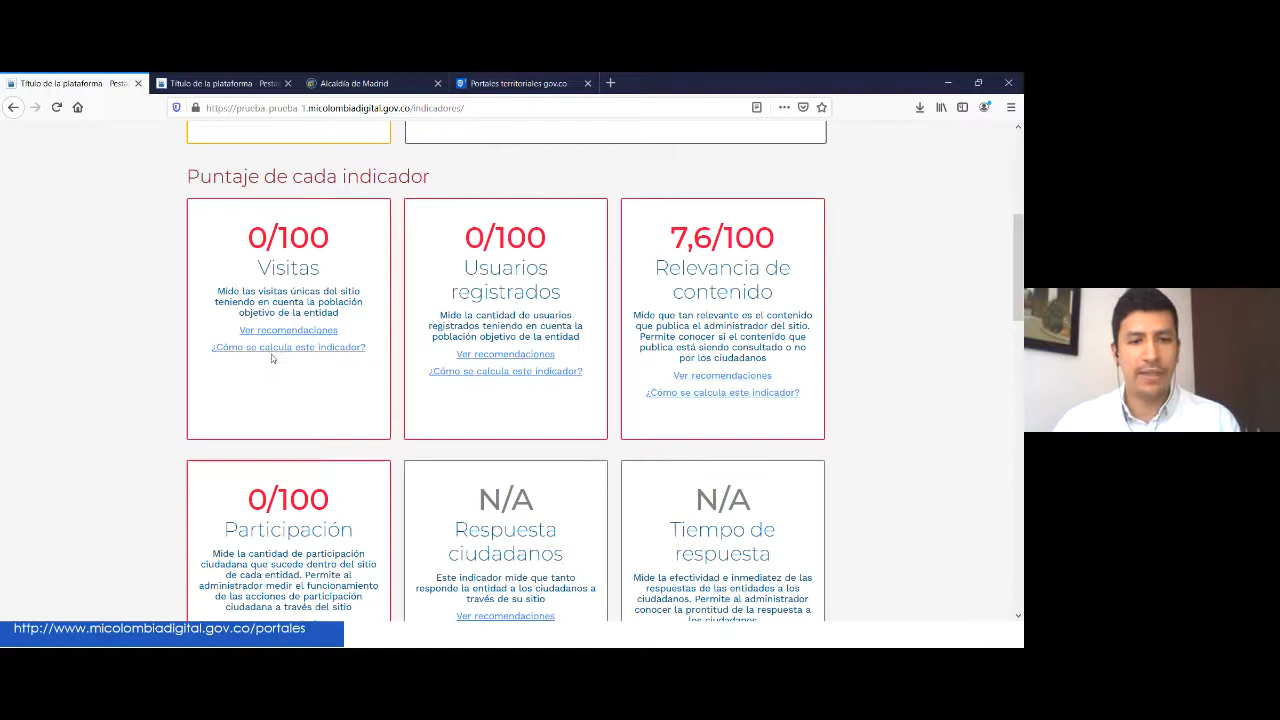 Título de la plataforma - Pesta
Título de la plataforma - Pesta
Alcaldía de Madrid
Portales territoriales gov.co
https://prueba-prueba-1.micolombiadigital.gov.co/indicadores/
Puntaje de cada indicador
0/100
Visitas
Mide las visitas únicas del sitio
teniendo en cuenta la población
objetivo de la entidad
Ver recomendaciones
¿Cómo se calcula este indicador?
0/100
Usuarios
registrados
Mide la cantidad de usuarios
registrados teniendo en cuenta la
población objetivo de la entidad
Ver recomendaciones
¿Cómo se calcula este indicador?
7,6/100
Relevancia de
contenido
Mide que tan relevante es el contenido
que publica el administrador del sitio.
Permite conocer si el contenido que
publica está siendo consultado o no
por los ciudadanos
Ver recomendaciones
¿Cómo se calcula este indicador?
0/100
Participación
Mide la cantidad de participación
ciudadana que sucede dentro del sitio
de cada entidad. Permite al
administrador medir el funcionamiento
de las acciones de participación
ciudadana a través del sitio
N/A
Respuesta
ciudadanos
Este indicador mide que tanto
responde la entidad a los ciudadanos a
través de su sitio
Ver recomendaciones
N/A
Tiempo de
respuesta
Mide la efectividad e inmediatez de las
respuestas de las entidades a los
ciudadanos. Permite al administrador
conocer la prontitud de la respuesta a
los ciudadanos
http://www.micolombiadigital.gov.co/portales